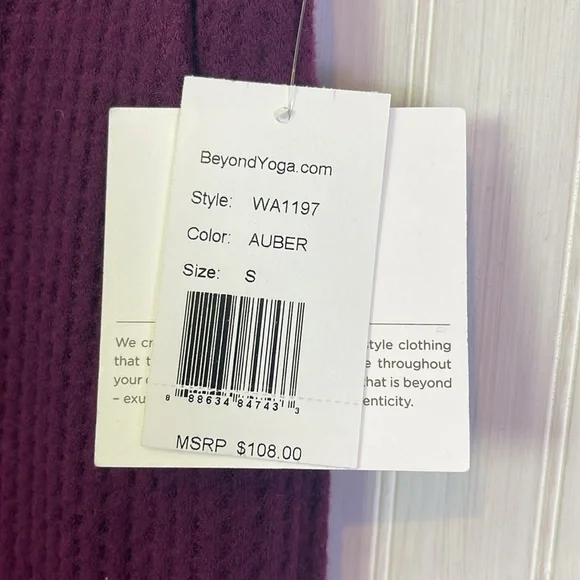 BeyondYoga.com
Style: WA1197
Color: AUBER
Size: S
8 88634 84743 3
MSRP $108.00
We cr style clothing
that t e throughout
your that is beyond
– exu enticity.